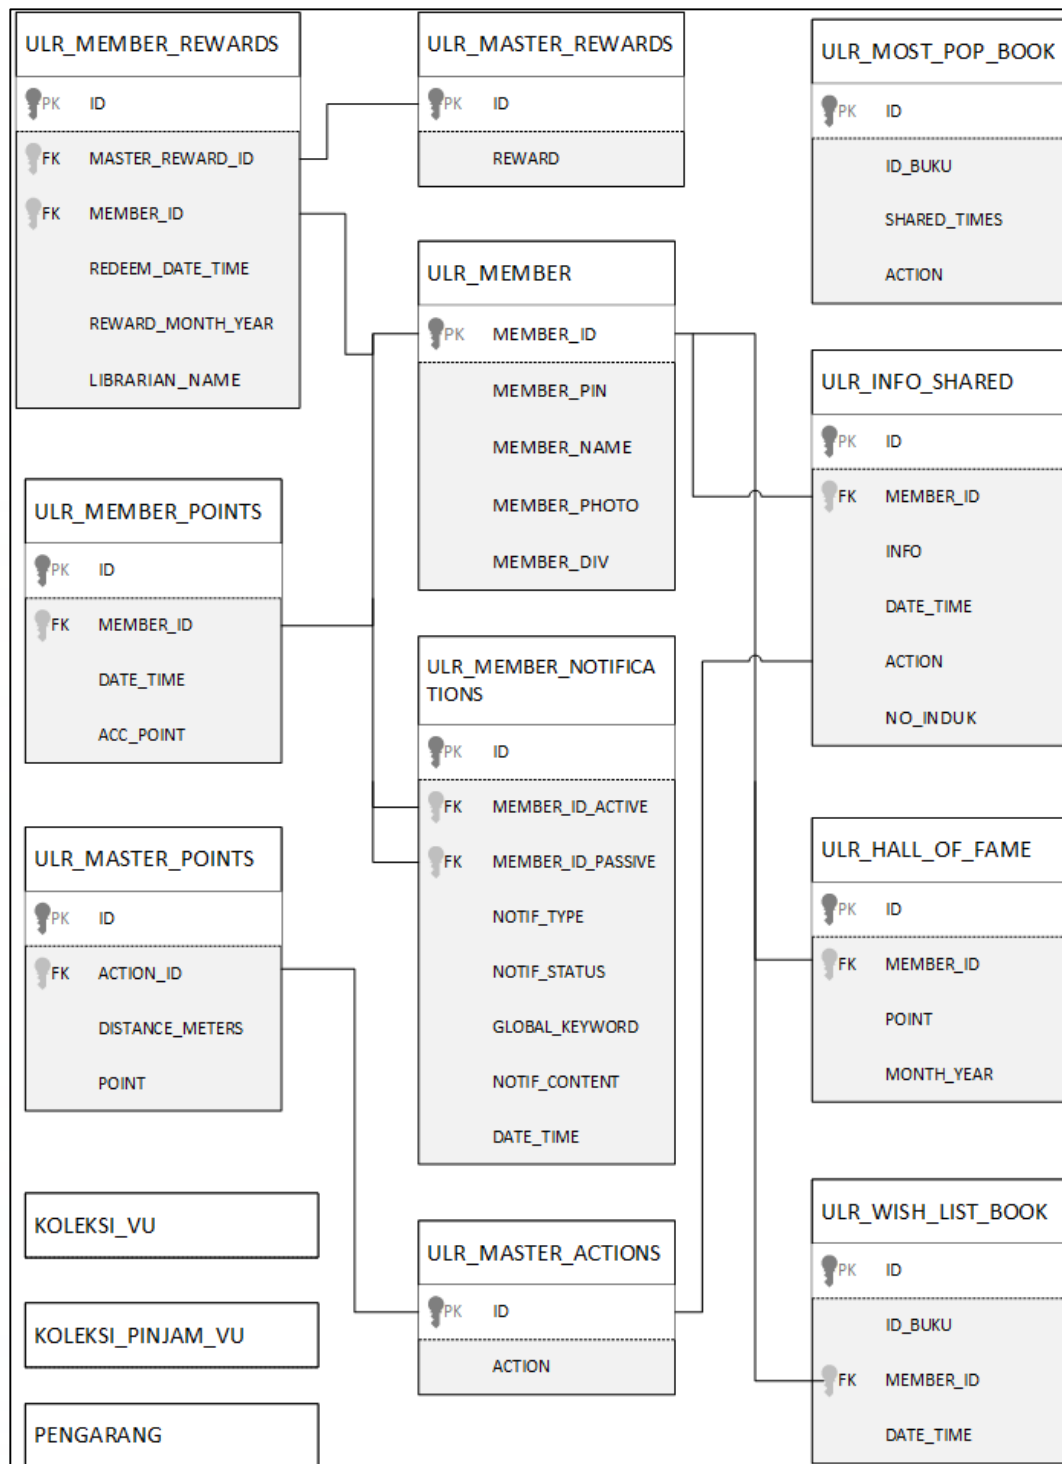 ULR_MEMBER_REWARDS
PK ID
FK MASTER_REWARD_ID
FK MEMBER_ID
REDEEM_DATE_TIME
REWARD_MONTH_YEAR
LIBRARIAN_NAME
ULR_MEMBER_POINTS
PK ID
FK MEMBER_ID
DATE_TIME
ACC_POINT
ULR_MASTER_POINTS
PK ID
FK ACTION_ID
DISTANCE_METERS
POINT
KOLEKSI_VU
KOLEKSI_PINJAM_VU
PENGARANG
ULR_MASTER_REWARDS
PK ID
REWARD
ULR_MEMBER
PK MEMBER_ID
MEMBER_PIN
MEMBER_NAME
MEMBER_PHOTO
MEMBER_DIV
ULR_MEMBER_NOTIFICA
TIONS
PK ID
FK MEMBER_ID_ACTIVE
FK MEMBER_ID_PASSIVE
NOTIF_TYPE
NOTIF_STATUS
GLOBAL_KEYWORD
NOTIF_CONTENT
DATE_TIME
ULR_MASTER_ACTIONS
PK ID
ACTION
ULR_MOST_POP_BOOK
PK ID
ID_BUKU
SHARED_TIMES
ACTION
ULR_INFO_SHARED
PK ID
FK MEMBER_ID
INFO
DATE_TIME
ACTION
NO_INDUK
ULR_HALL_OF_FAME
PK ID
FK MEMBER_ID
POINT
MONTH_YEAR
ULR_WISH_LIST_BOOK
PK ID
ID_BUKU
FK MEMBER_ID
DATE_TIME